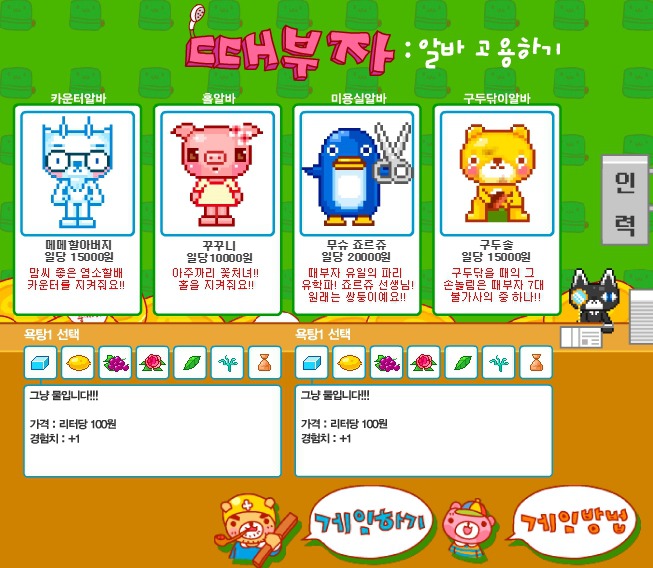 때부자 : 알바 고용하기
카운터알바
홀알바
미용실알바
구두닦이알바
메메할아버지
일당 15000원
맘씨 좋은 염소할배
카운터를 지켜줘요!!
꾸꾸니
일당10000원
아주까리 꽃처녀!!
홀을 지켜줘요!!
무슈 죠르쥬
일당 20000원
때부자 유일의 파리
유학파! 죠르쥬 선생님!
원래는 쌍둥이예요!!
구두솔
일당 15000원
구두닦을 때의 그
손놀림은 때부자 7대
불가사의 중 하나!!
인
력
욕탕1 선택
그냥 물입니다!!!
가격 : 리터당 100원
경험치 : +1
욕탕1 선택
그냥 물입니다!!!
가격 : 리터당 100원
경험치 : +1
게임하기
게임방법